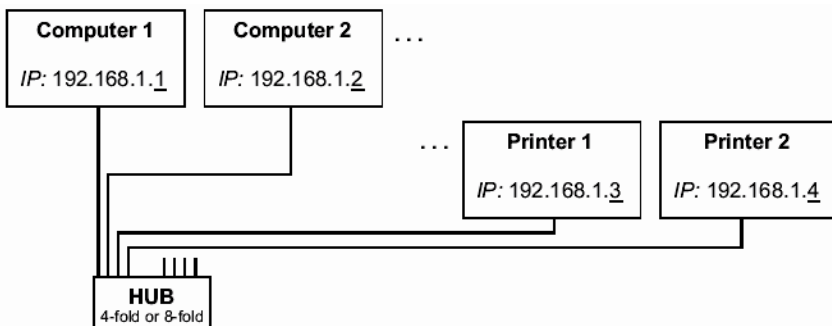 Computer 1
IP: 192.168.1.1
Computer 2
IP: 192.168.1.2
. . .
. . .
Printer 1
IP: 192.168.1.3
Printer 2
IP: 192.168.1.4
HUB
4-fold or 8-fold